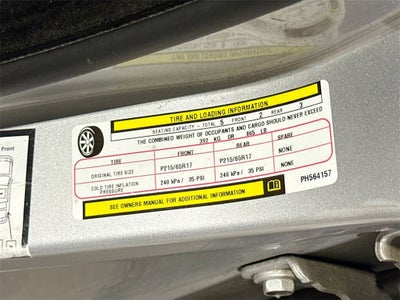 Front
TIRE AND LOADING INFORMATION
SEATING CAPACITY - TOTAL 5 FRONT 2 REAR 3
THE COMBINED WEIGHT OF OCCUPANTS AND CARGO SHOULD NEVER EXCEED
392 KG OR 865 LB
TIRE FRONT REAR SPARE
ORIGINAL TIRE SIZE P215/65R17 P215/65R17 NONE
COLD TIRE INFLATION PRESSURE 240 kPa / 35 PSI 240 kPa / 35 PSI NONE
SEE OWNERS MANUAL FOR ADDITIONAL INFORMATION
PH564157